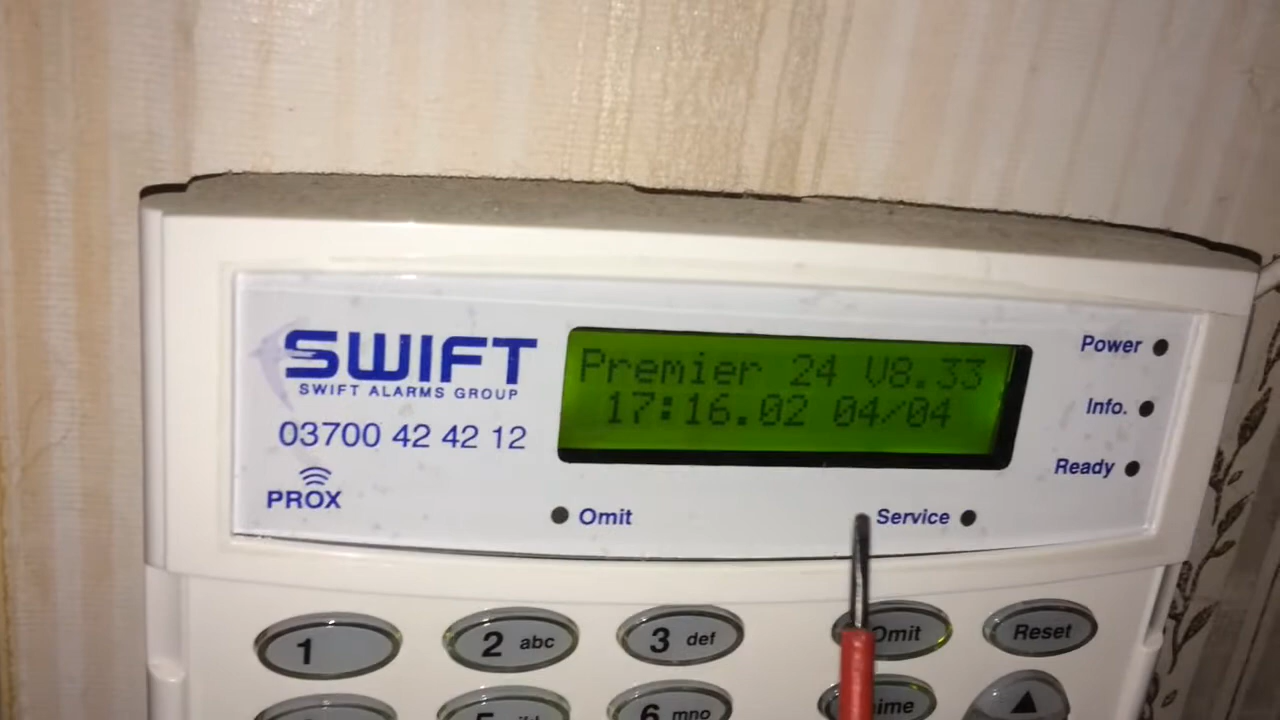 SWIFT
SWIFT ALARMS GROUP
03700 42 42 12
PROX
Premier 24 V8.33
17:16.02 04/04
Power
Info.
Ready
Omit
Service
1
2 abc
3 def
Omit
Reset
6 mno